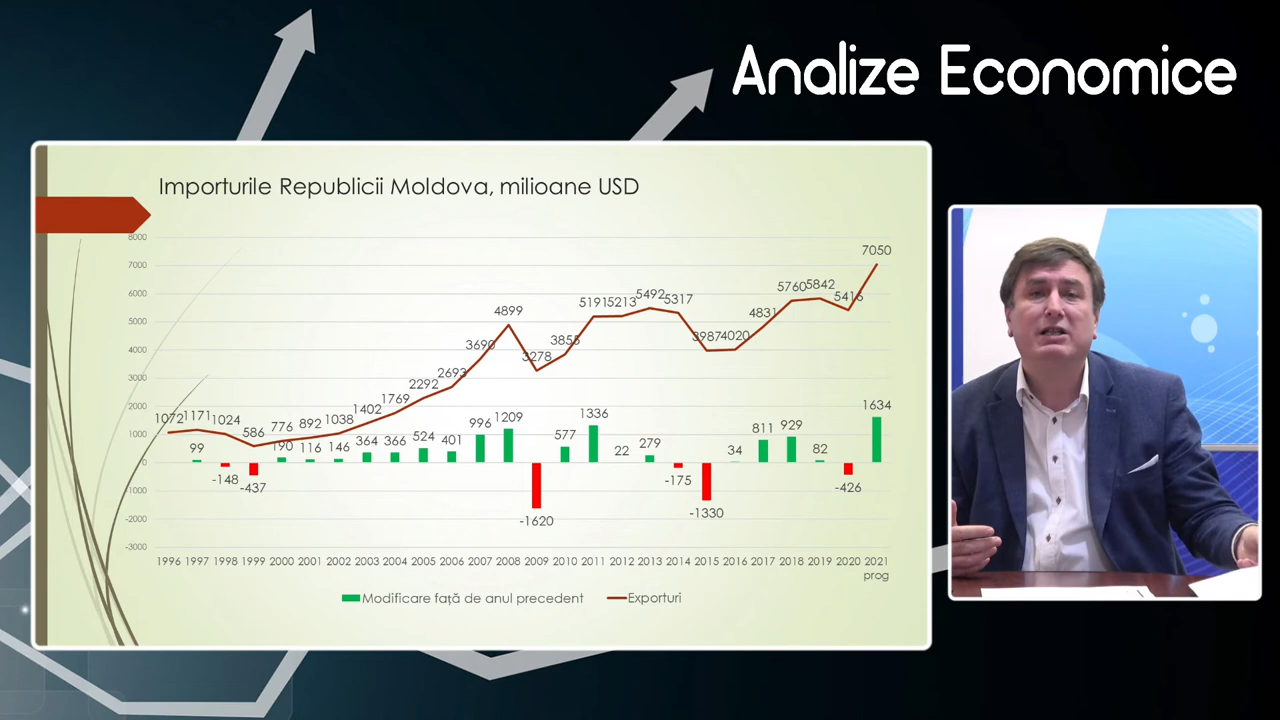 Analize Economice
Importurile Republicii Moldova, milioane USD
8000
7000
6000
5000
4000
3000
2000
1000
0
-1000
-2000
-3000
1072 1171 1024 586 776 892 1038 1402 1769 2292 2693 3690 4899 3278 3855 5191 5213 5492 5317 3987 4020 4831 5760 5842 5416 7050
99 -148 -437 190 116 146 364 366 524 401 996 1209 -1620 577 1336 22 279 -175 -1330 34 811 929 82 -426 1634
1996 1997 1998 1999 2000 2001 2002 2003 2004 2005 2006 2007 2008 2009 2010 2011 2012 2013 2014 2015 2016 2017 2018 2019 2020 2021
prog
Modificare față de anul precedent Exporturi